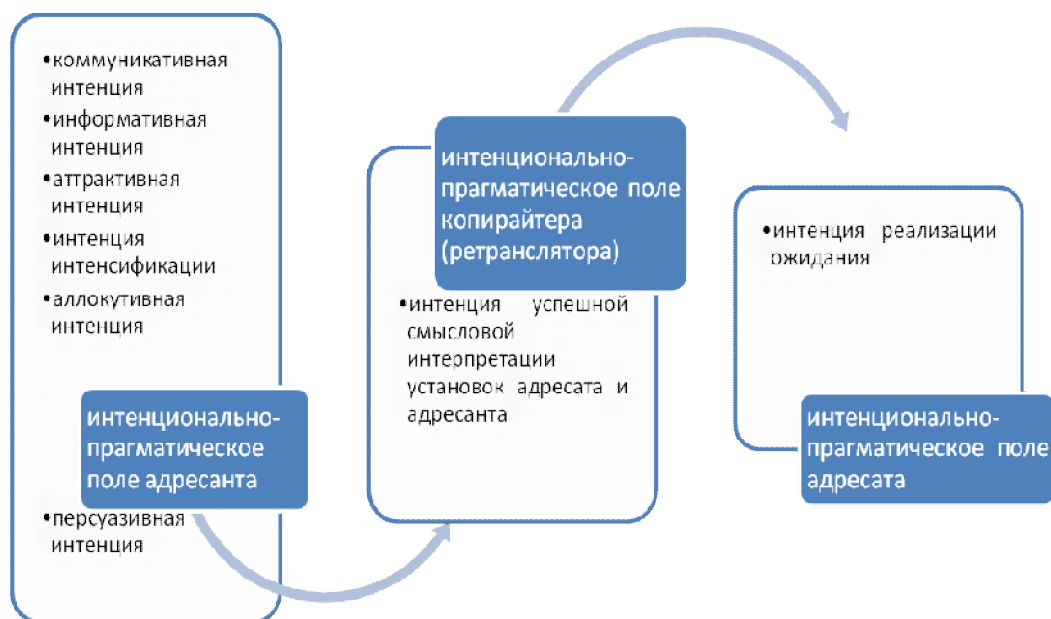 •коммуникативная
интенция
•информативная
интенция
•аттрактивная
интенция
•интенция
интенсификации
•аллокутивная
интенция
интенционально-
прагматическое
поле адресанта
•персуазивная
интенция
интенционально-
прагматическое поле
копирайтера
(ретранслятора)
•интенция успешной
смысловой
интерпретации
установок адресата и
адресанта
•интенция реализации
ожидания
интенционально-
прагматическое поле
адресата